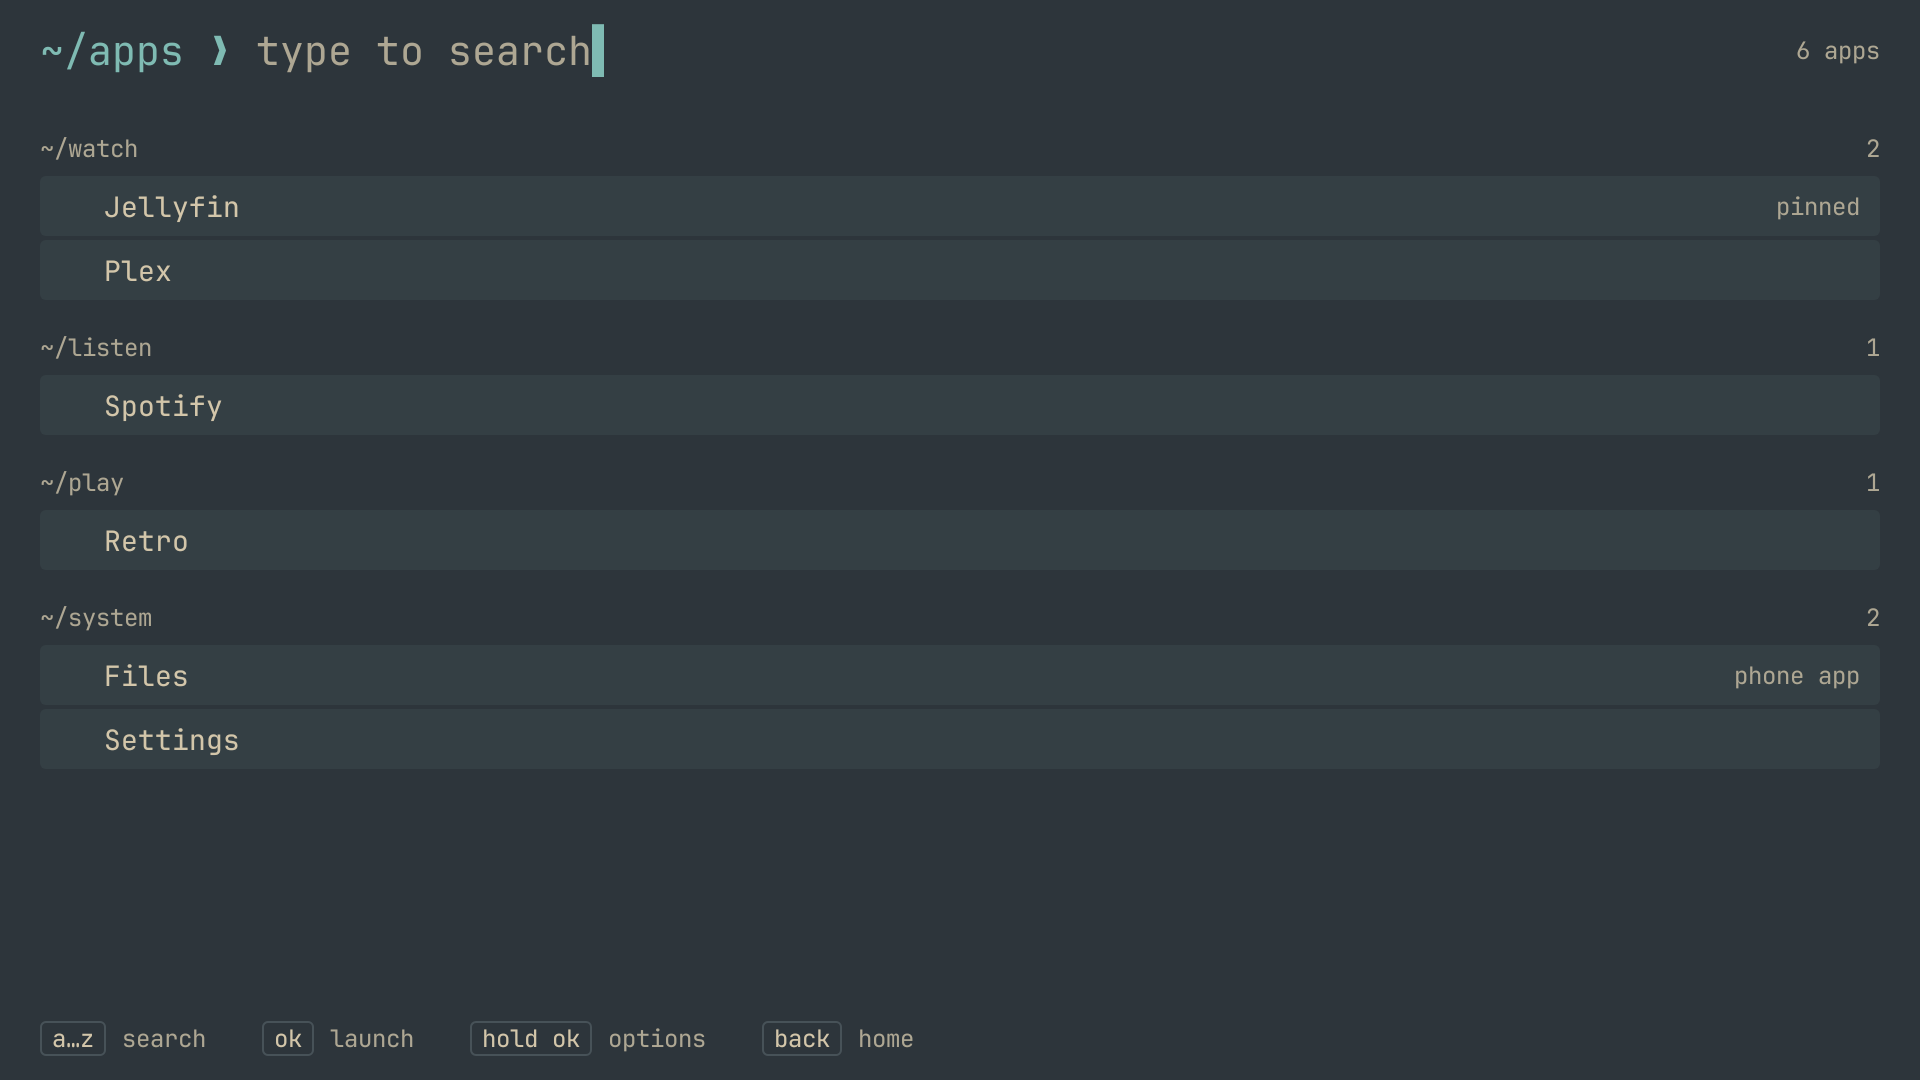 ~/apps ❯ type to search
6 apps
~/watch 2
Jellyfin pinned
Plex
~/listen 1
Spotify
~/play 1
Retro
~/system 2
Files phone app
Settings
a…z search ok launch hold ok options back home